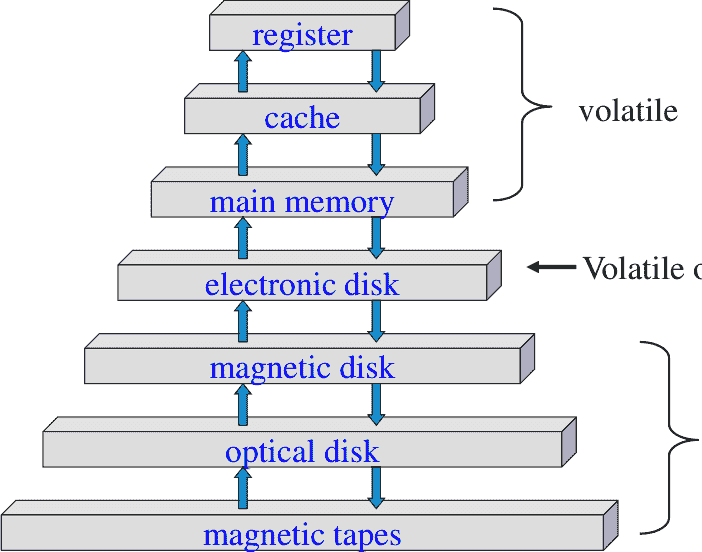 register
cache
volatile
main memory
Volatile
electronic disk
magnetic disk
optical disk
magnetic tapes